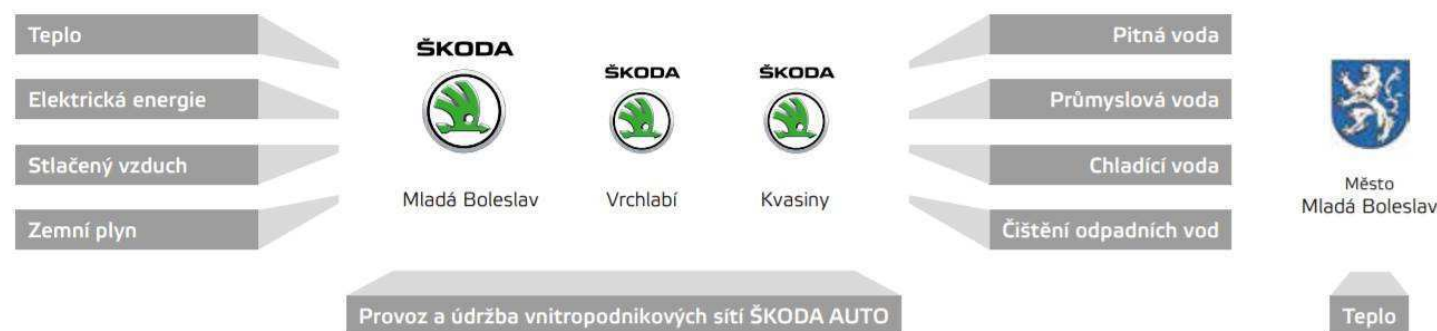 Teplo
Elektrická energie
Stlačený vzduch
Zemní plyn
ŠKODA
Mladá Boleslav
ŠKODA
Vrchlabí
ŠKODA
Kvasiny
Pitná voda
Průmyslová voda
Chladící voda
Čištění odpadních vod
Město
Mladá Boleslav
Provoz a údržba vnitropodnikových sítí ŠKODA AUTO
Teplo